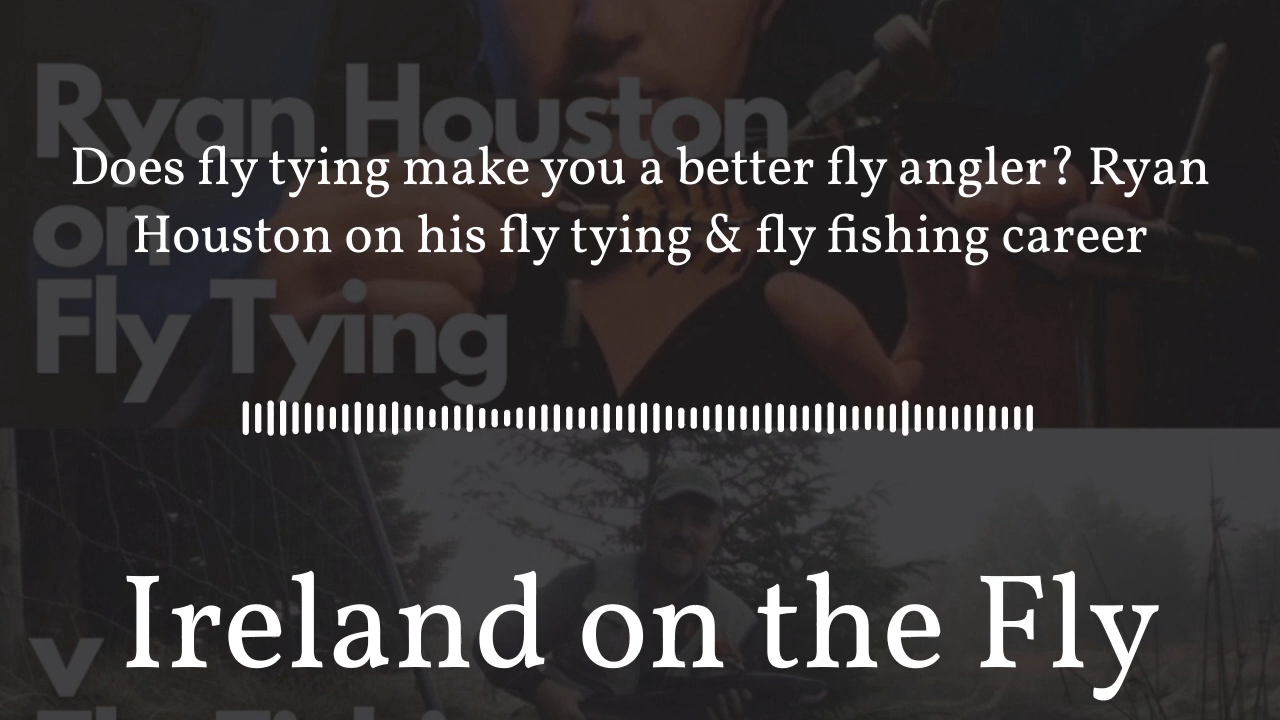 Ryan Houston
Does fly tying make you a better fly angler? Ryan
Houston on his fly tying & fly fishing career
on
Fly Tying
Ireland on the Fly
v